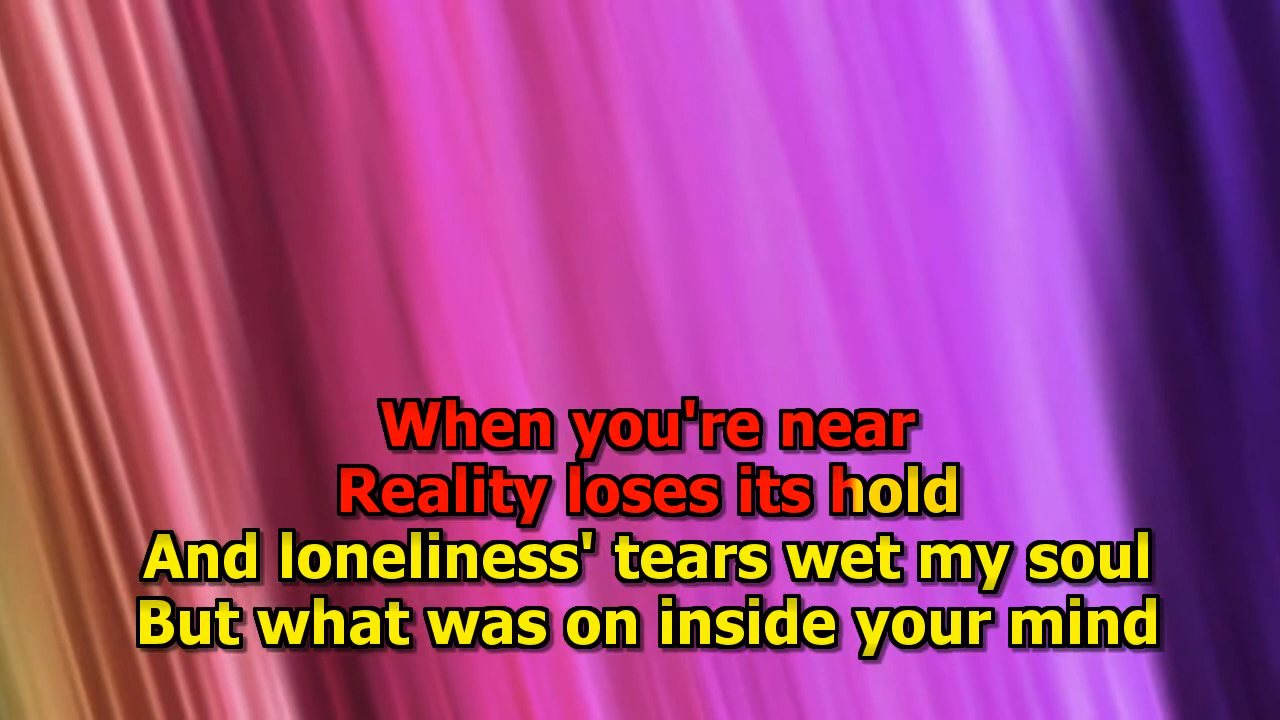 When you're near
Reality loses its hold
And loneliness' tears wet my soul
But what was on inside your mind